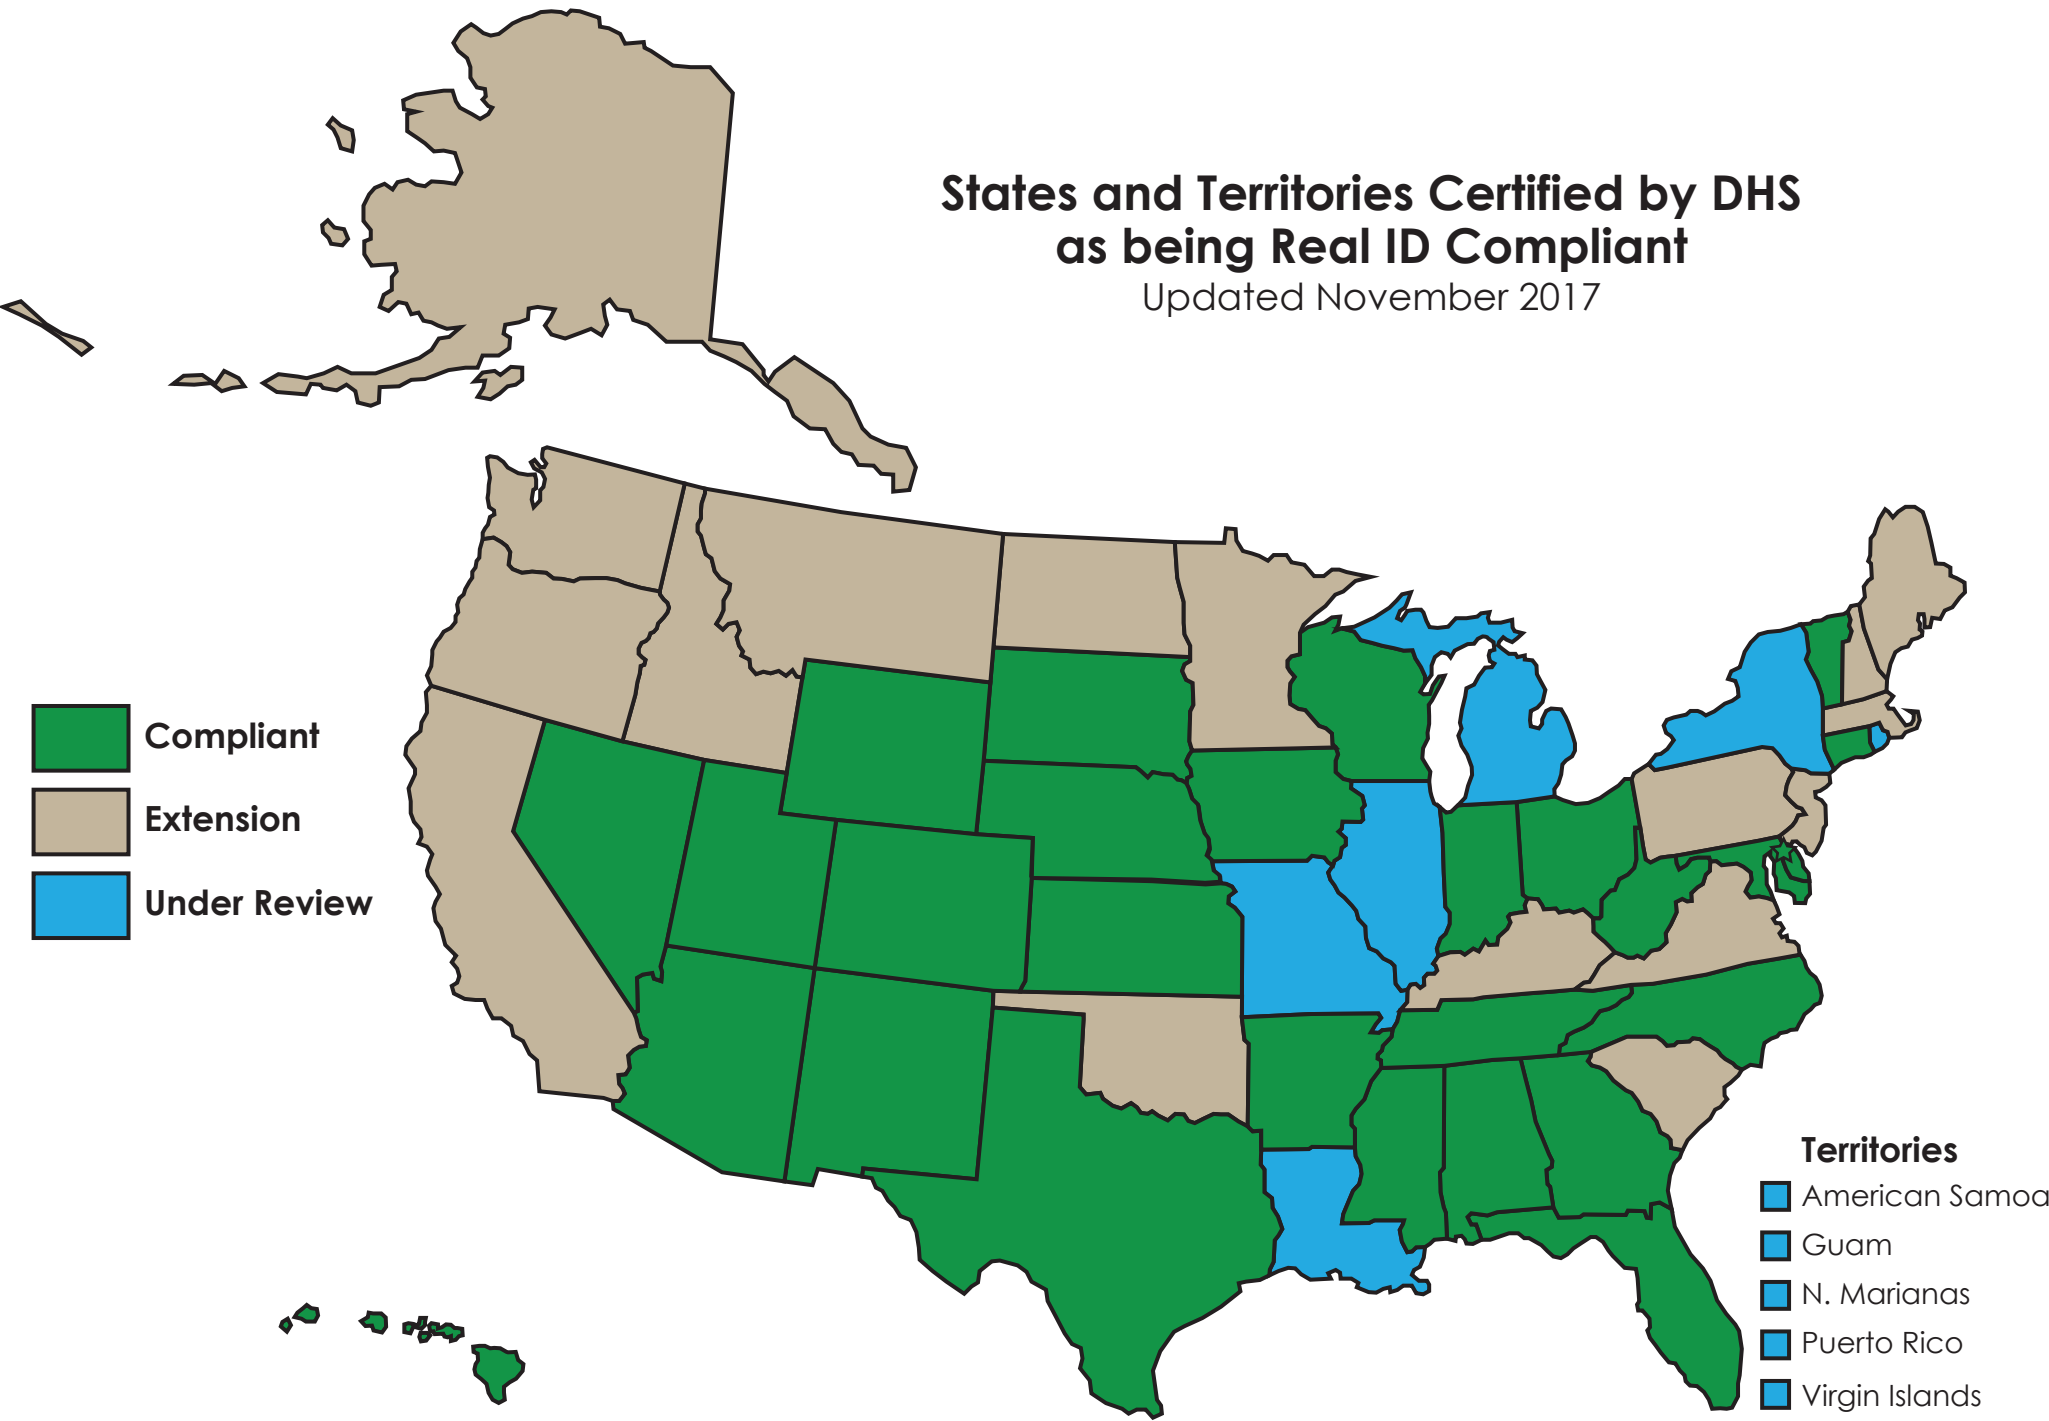 States and Territories Certified by DHS
as being Real ID Compliant
Updated November 2017
Compliant
Extension
Under Review
Territories
American Samoa
Guam
N. Marianas
Puerto Rico
Virgin Islands